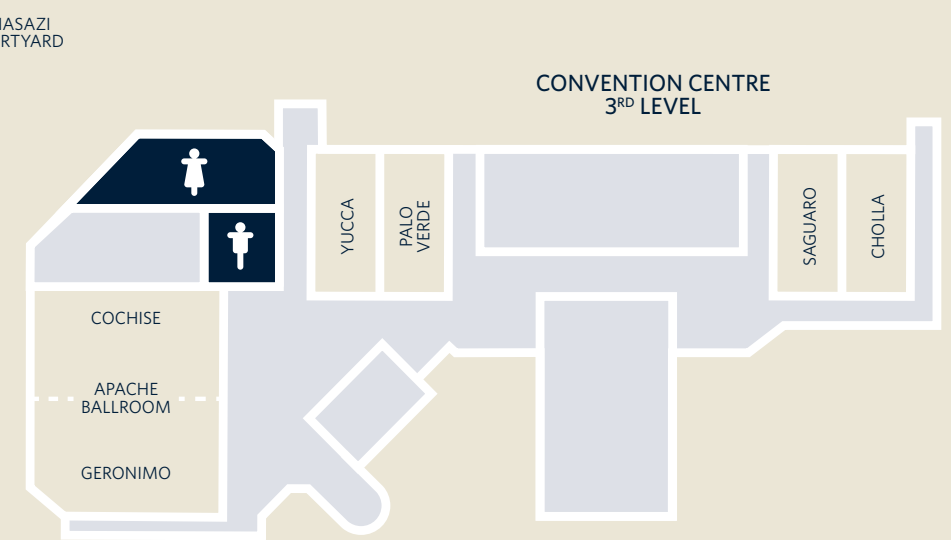 CONVENTION CENTRE
3RD LEVEL
YUCCA
PALO
VERDE
SAGUARO
CHOLLA
COCHISE
APACHE
BALLROOM
GERONIMO